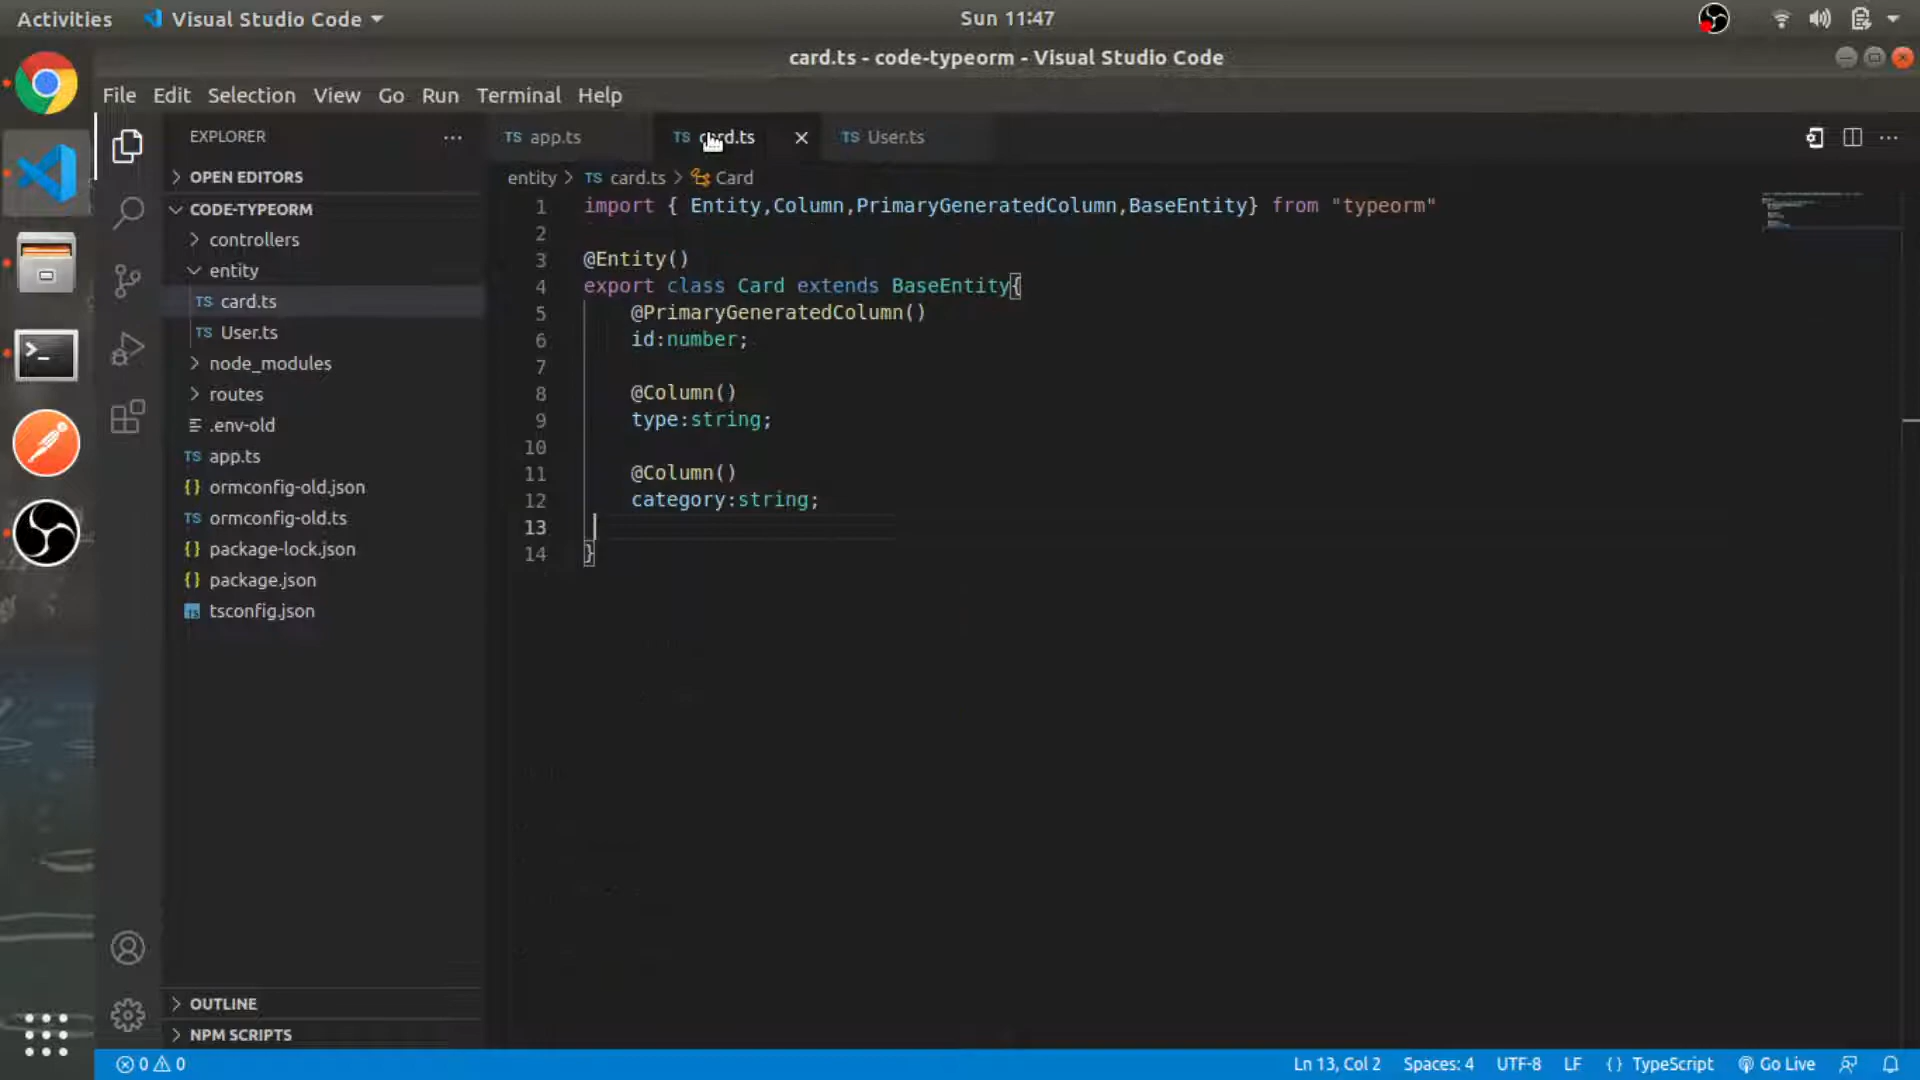 Activities
Visual Studio Code
Sun 11:47
card.ts - code-typeorm - Visual Studio Code
File Edit Selection View Go Run Terminal Help
EXPLORER
OPEN EDITORS
CODE-TYPEORM
controllers
entity
TS card.ts
TS User.ts
node_modules
routes
.env-old
TS app.ts
{} ormconfig-old.json
TS ormconfig-old.ts
{} package-lock.json
{} package.json
tsconfig.json
OUTLINE
NPM SCRIPTS
TS app.ts
TS card.ts
TS User.ts
entity > TS card.ts > Card
1 import { Entity,Column,PrimaryGeneratedColumn,BaseEntity} from "typeorm"
2
3 @Entity()
4 export class Card extends BaseEntity{
5 @PrimaryGeneratedColumn()
6 id:number;
7
8 @Column()
9 type:string;
10
11 @Column()
12 category:string;
13
14 }
0 0
Ln 13, Col 2
Spaces: 4
UTF-8
LF
{} TypeScript
Go Live